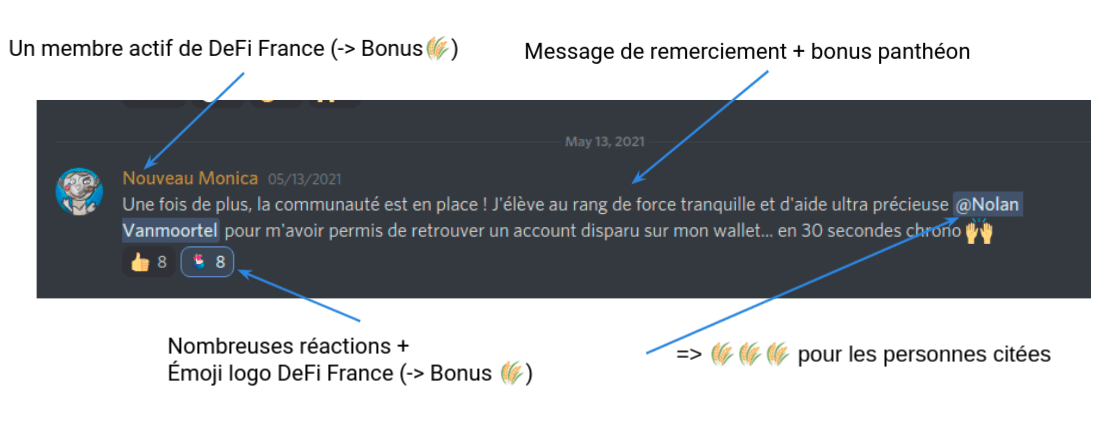 Un membre actif de DeFi France (-> Bonus🌾)
Message de remerciement + bonus panthéon
May 13, 2021
Nouveau Monica 05/13/2021
Une fois de plus, la communauté est en place ! J'élève au rang de force tranquille et d'aide ultra précieuse @Nolan
Vanmoortel pour m'avoir permis de retrouver un account disparu sur mon wallet... en 30 secondes chrono 🙌
👍 8 8
Nombreuses réactions +
Émoji logo DeFi France (-> Bonus 🌾)
=> 🌾🌾🌾 pour les personnes citées